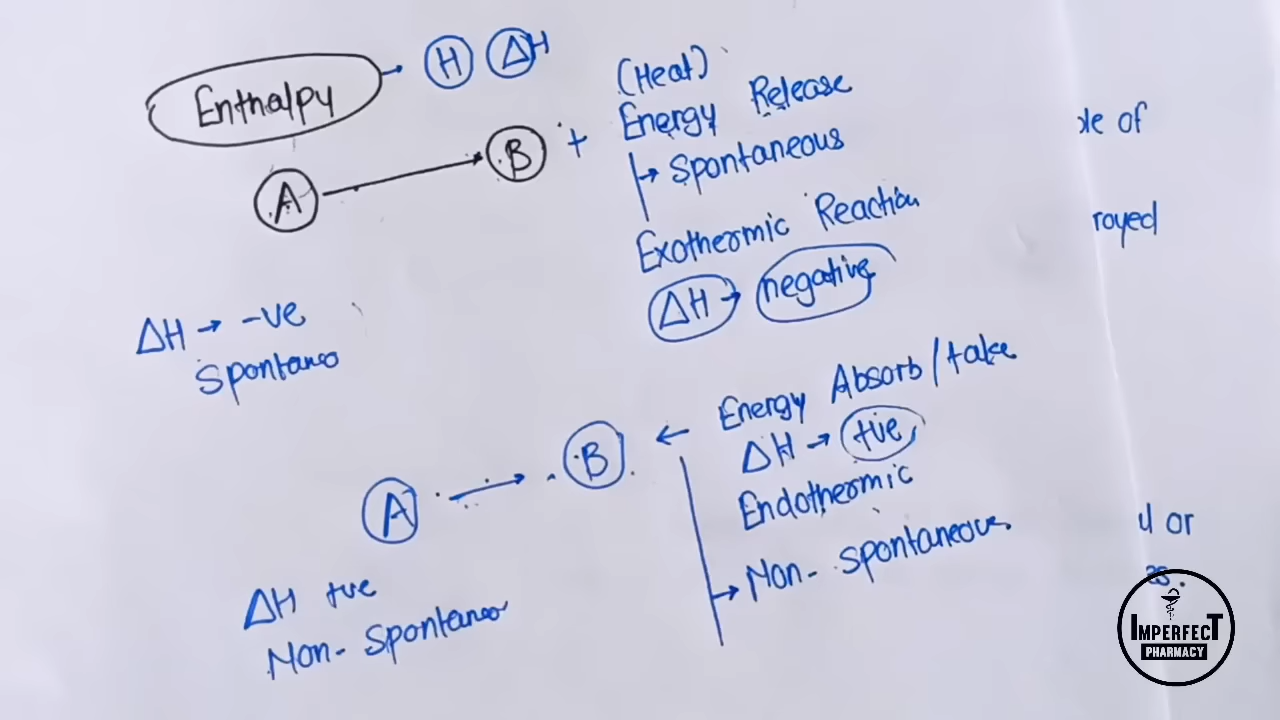 Enthalpy → H ΔH
A → B +
(Heat)
Energy Release
→ Spontaneous
Exothermic Reaction
ΔH → negative
ΔH → -ve
Spontaneo
A → B ← Energy Absorb / take
ΔH → +ve
Endothermic
→ Non- Spontaneous
ΔH +ve
Non- Spontaneo
of
royed
or
IMPERFECT
PHARMACY